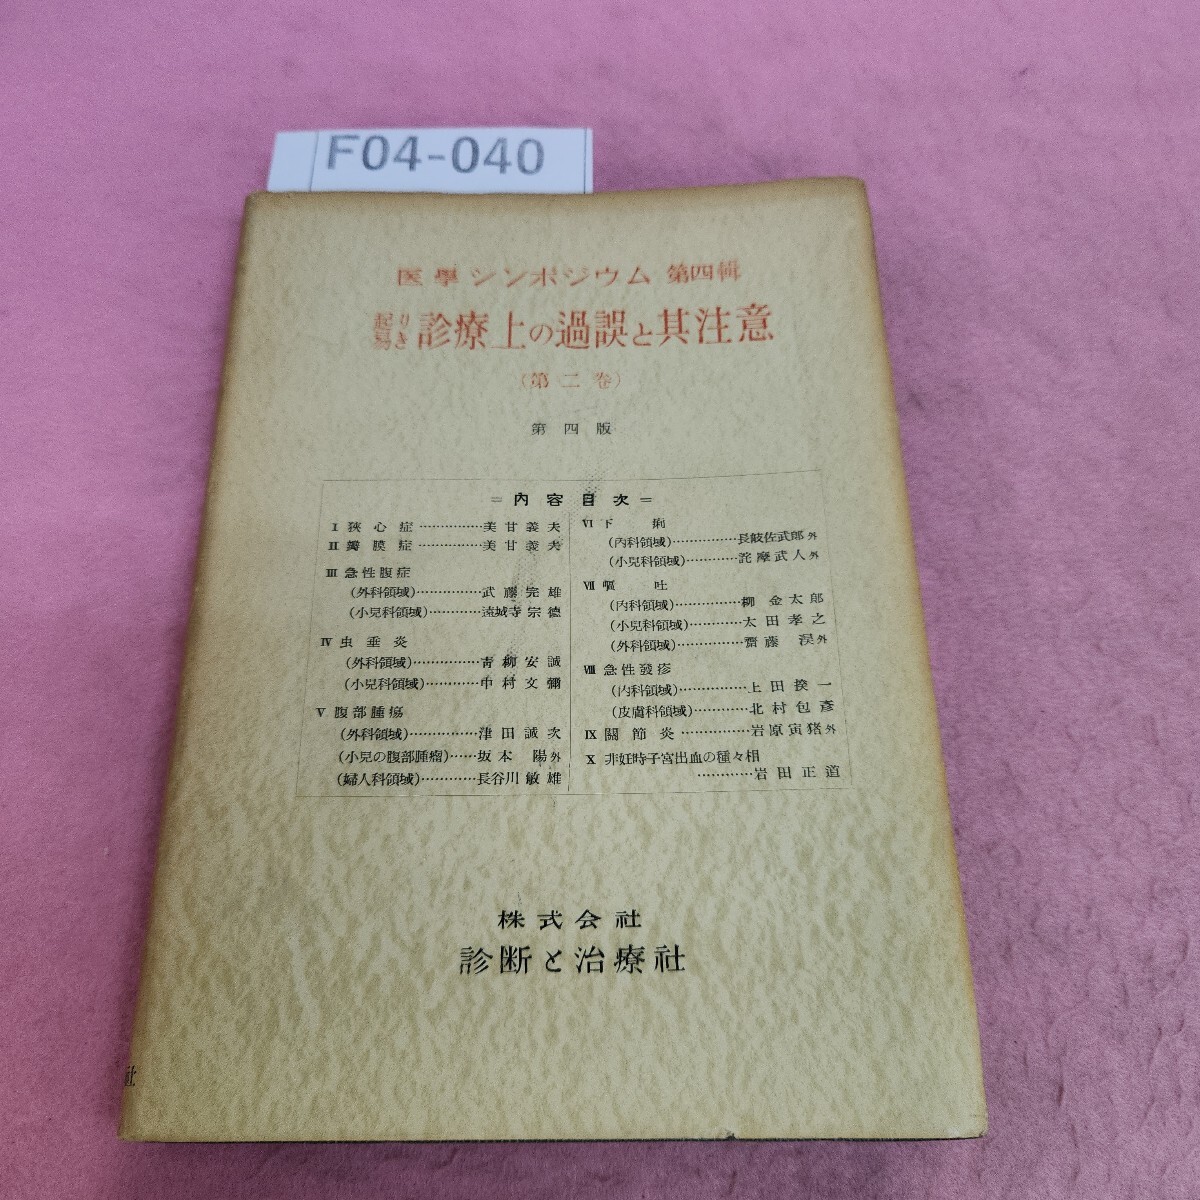 F04-040
医學シンポジウム 第四輯
起り易き 診療上の過誤と其注意
(第二巻)
第四版
=内容目次=
I 狹心症……………美甘義夫
II 瓣膜症……………美甘義夫
III 急性腹症
(外科領域)……………武藤完雄
(小兒科領域)…………遠城寺宗徳
IV 虫垂炎
(外科領域)……………青柳安誠
(小兒科領域)…………中村文彌
V 腹部腫瘍
(外科領域)……………津田誠次
(小兒の腹部腫瘤)……坂本陽外
(婦人科領域)…………長谷川敏雄
VI 下痢
(內科領域)……………長岐佐武郎外
(小兒科領域)…………詫摩武人外
VII 嘔吐
(內科領域)……………柳金太郎
(小兒科領域)…………太田孝之
(外科領域)……………齋藤淏外
VIII 急性發疹
(內科領域)……………上田揆一
(皮膚科領域)…………北村包彥
IX 關節炎……………岩原寅猪外
X 非妊時子宮出血の種々相
…………岩田正道
株式会社
診断と治療社
社